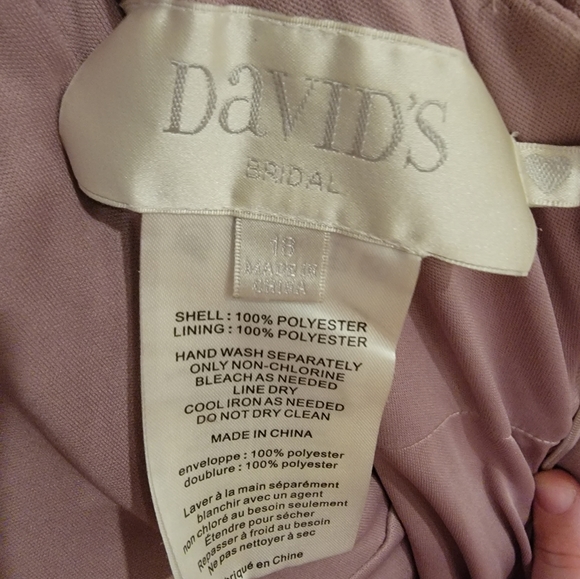 DaVID'S
BRIDAL
18
MADE IN
CHINA
SHELL : 100% POLYESTER
LINING : 100% POLYESTER
HAND WASH SEPARATELY
ONLY NON-CHLORINE
BLEACH AS NEEDED
LINE DRY
COOL IRON AS NEEDED
DO NOT DRY CLEAN
MADE IN CHINA
enveloppe : 100% polyester
doublure : 100% polyester
Laver à la main séparément
blanchir avec un agent
non chloré au besoin seulement
Étendre pour sécher
Repasser à froid au besoin
Ne pas nettoyer à sec
en Chine